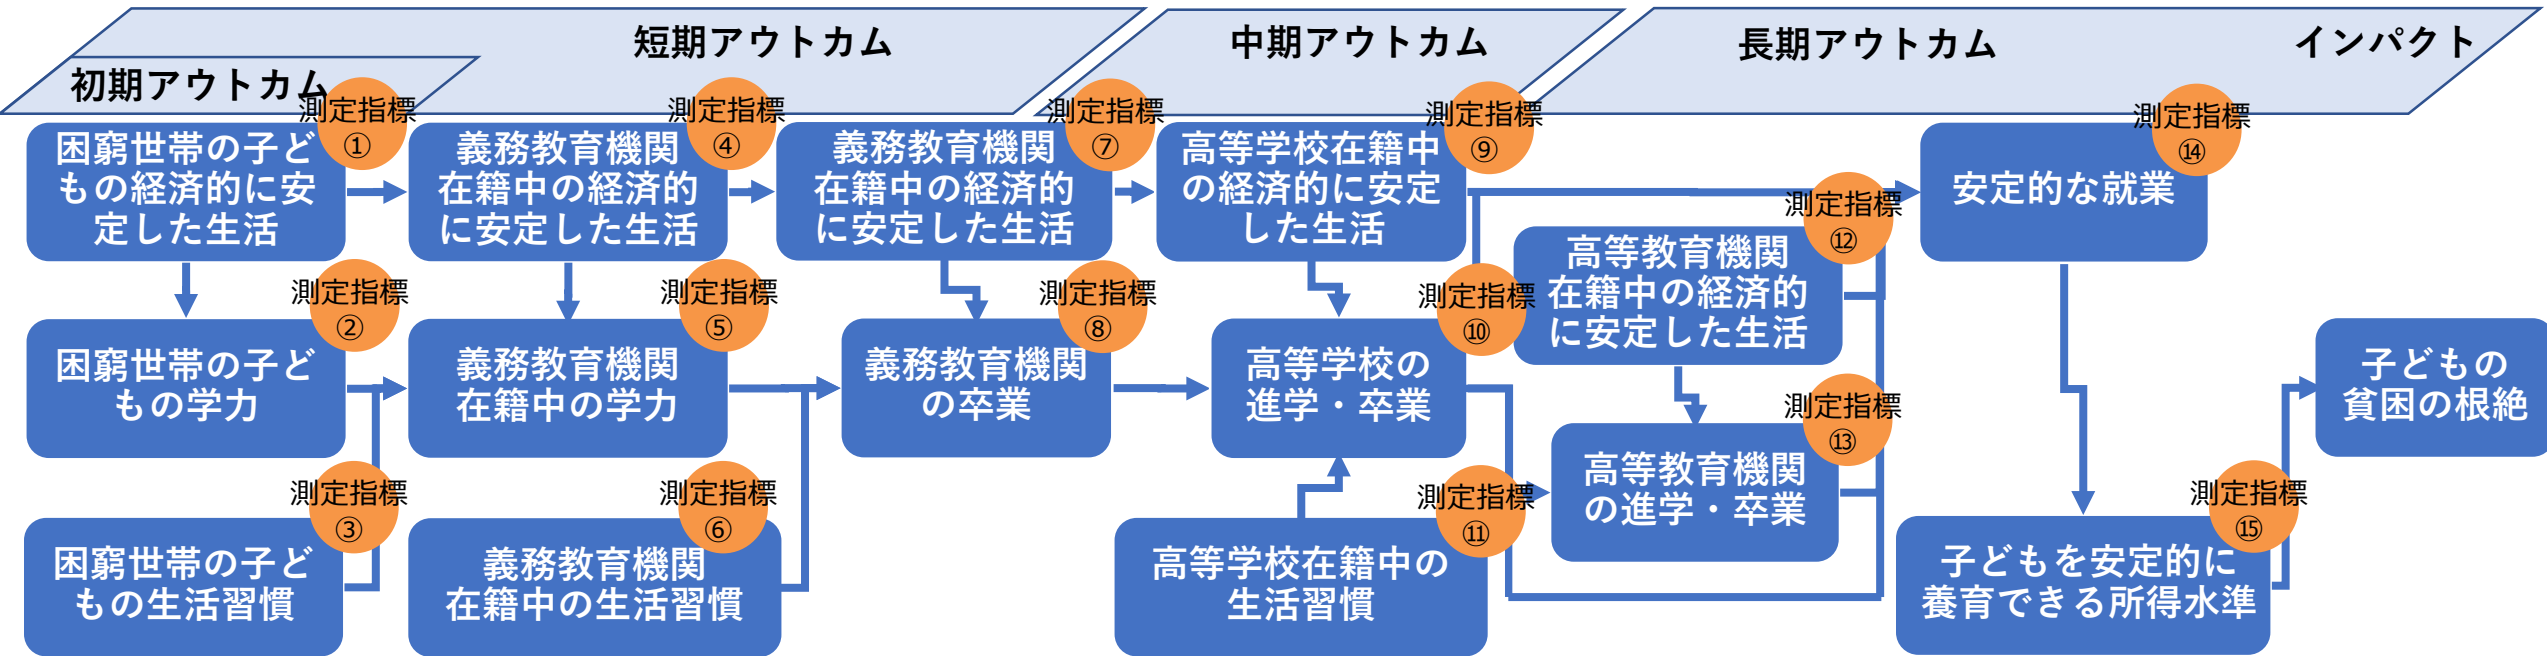 短期アウトカム
中期アウトカム
長期アウトカム
インパクト
初期アウトカム
測定指標
①
困窮世帯の子ど
もの経済的に安
定した生活
測定指標
④
義務教育機関
在籍中の経済的
に安定した生活
測定指標
⑦
義務教育機関
在籍中の経済的
に安定した生活
測定指標
⑨
高等学校在籍中
の経済的に安定
した生活
測定指標
⑭
安定的な就業
測定指標
②
困窮世帯の子ど
もの学力
測定指標
⑤
義務教育機関
在籍中の学力
測定指標
⑧
義務教育機関
の卒業
測定指標
⑩
高等学校の
進学・卒業
測定指標
⑫
高等教育機関
在籍中の経済的
に安定した生活
測定指標
⑬
高等教育機関
の進学・卒業
子どもの
貧困の根絶
測定指標
③
困窮世帯の子ど
もの生活習慣
測定指標
⑥
義務教育機関
在籍中の生活習慣
測定指標
⑪
高等学校在籍中の
生活習慣
測定指標
⑮
子どもを安定的に
養育できる所得水準